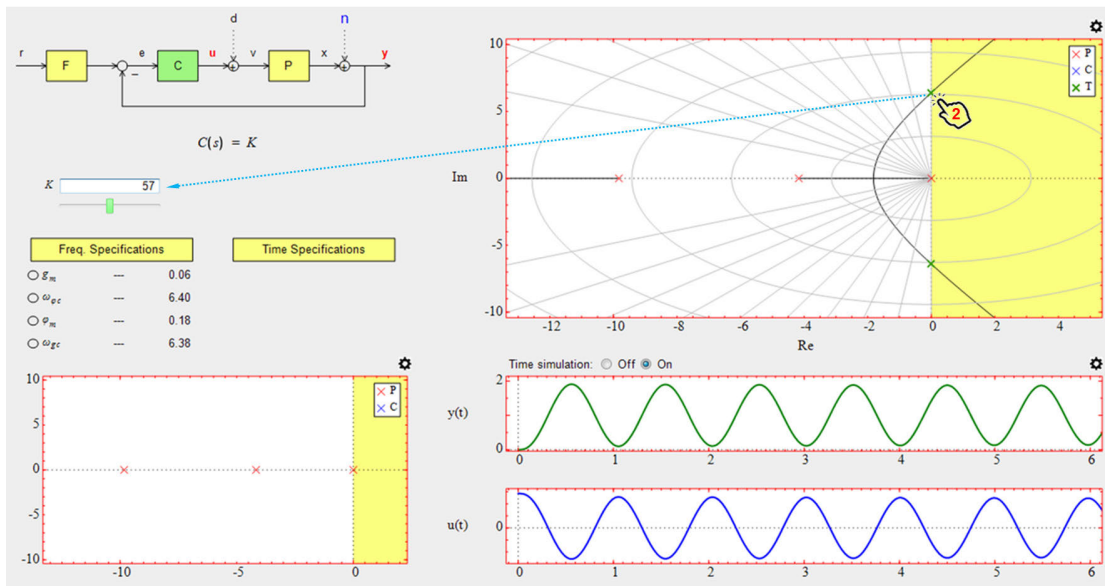 d
n
r
F
e
C
u
v
P
x
y
+
+
−
C(s) = K
K 57
Freq. Specifications
Time Specifications
g_m --- 0.06
ω_φc --- 6.40
φ_m --- 0.18
ω_gc --- 6.38
10
5
Im 0
-5
-10
-12 -10 -8 -6 -4 -2 0 2 4
Re
P
C
T
2
10
5
0
-5
-10
-10 -5 0
P
C
Time simulation: Off On
y(t)
2
0
0 1 2 3 4 5 6
u(t)
0
0 1 2 3 4 5 6